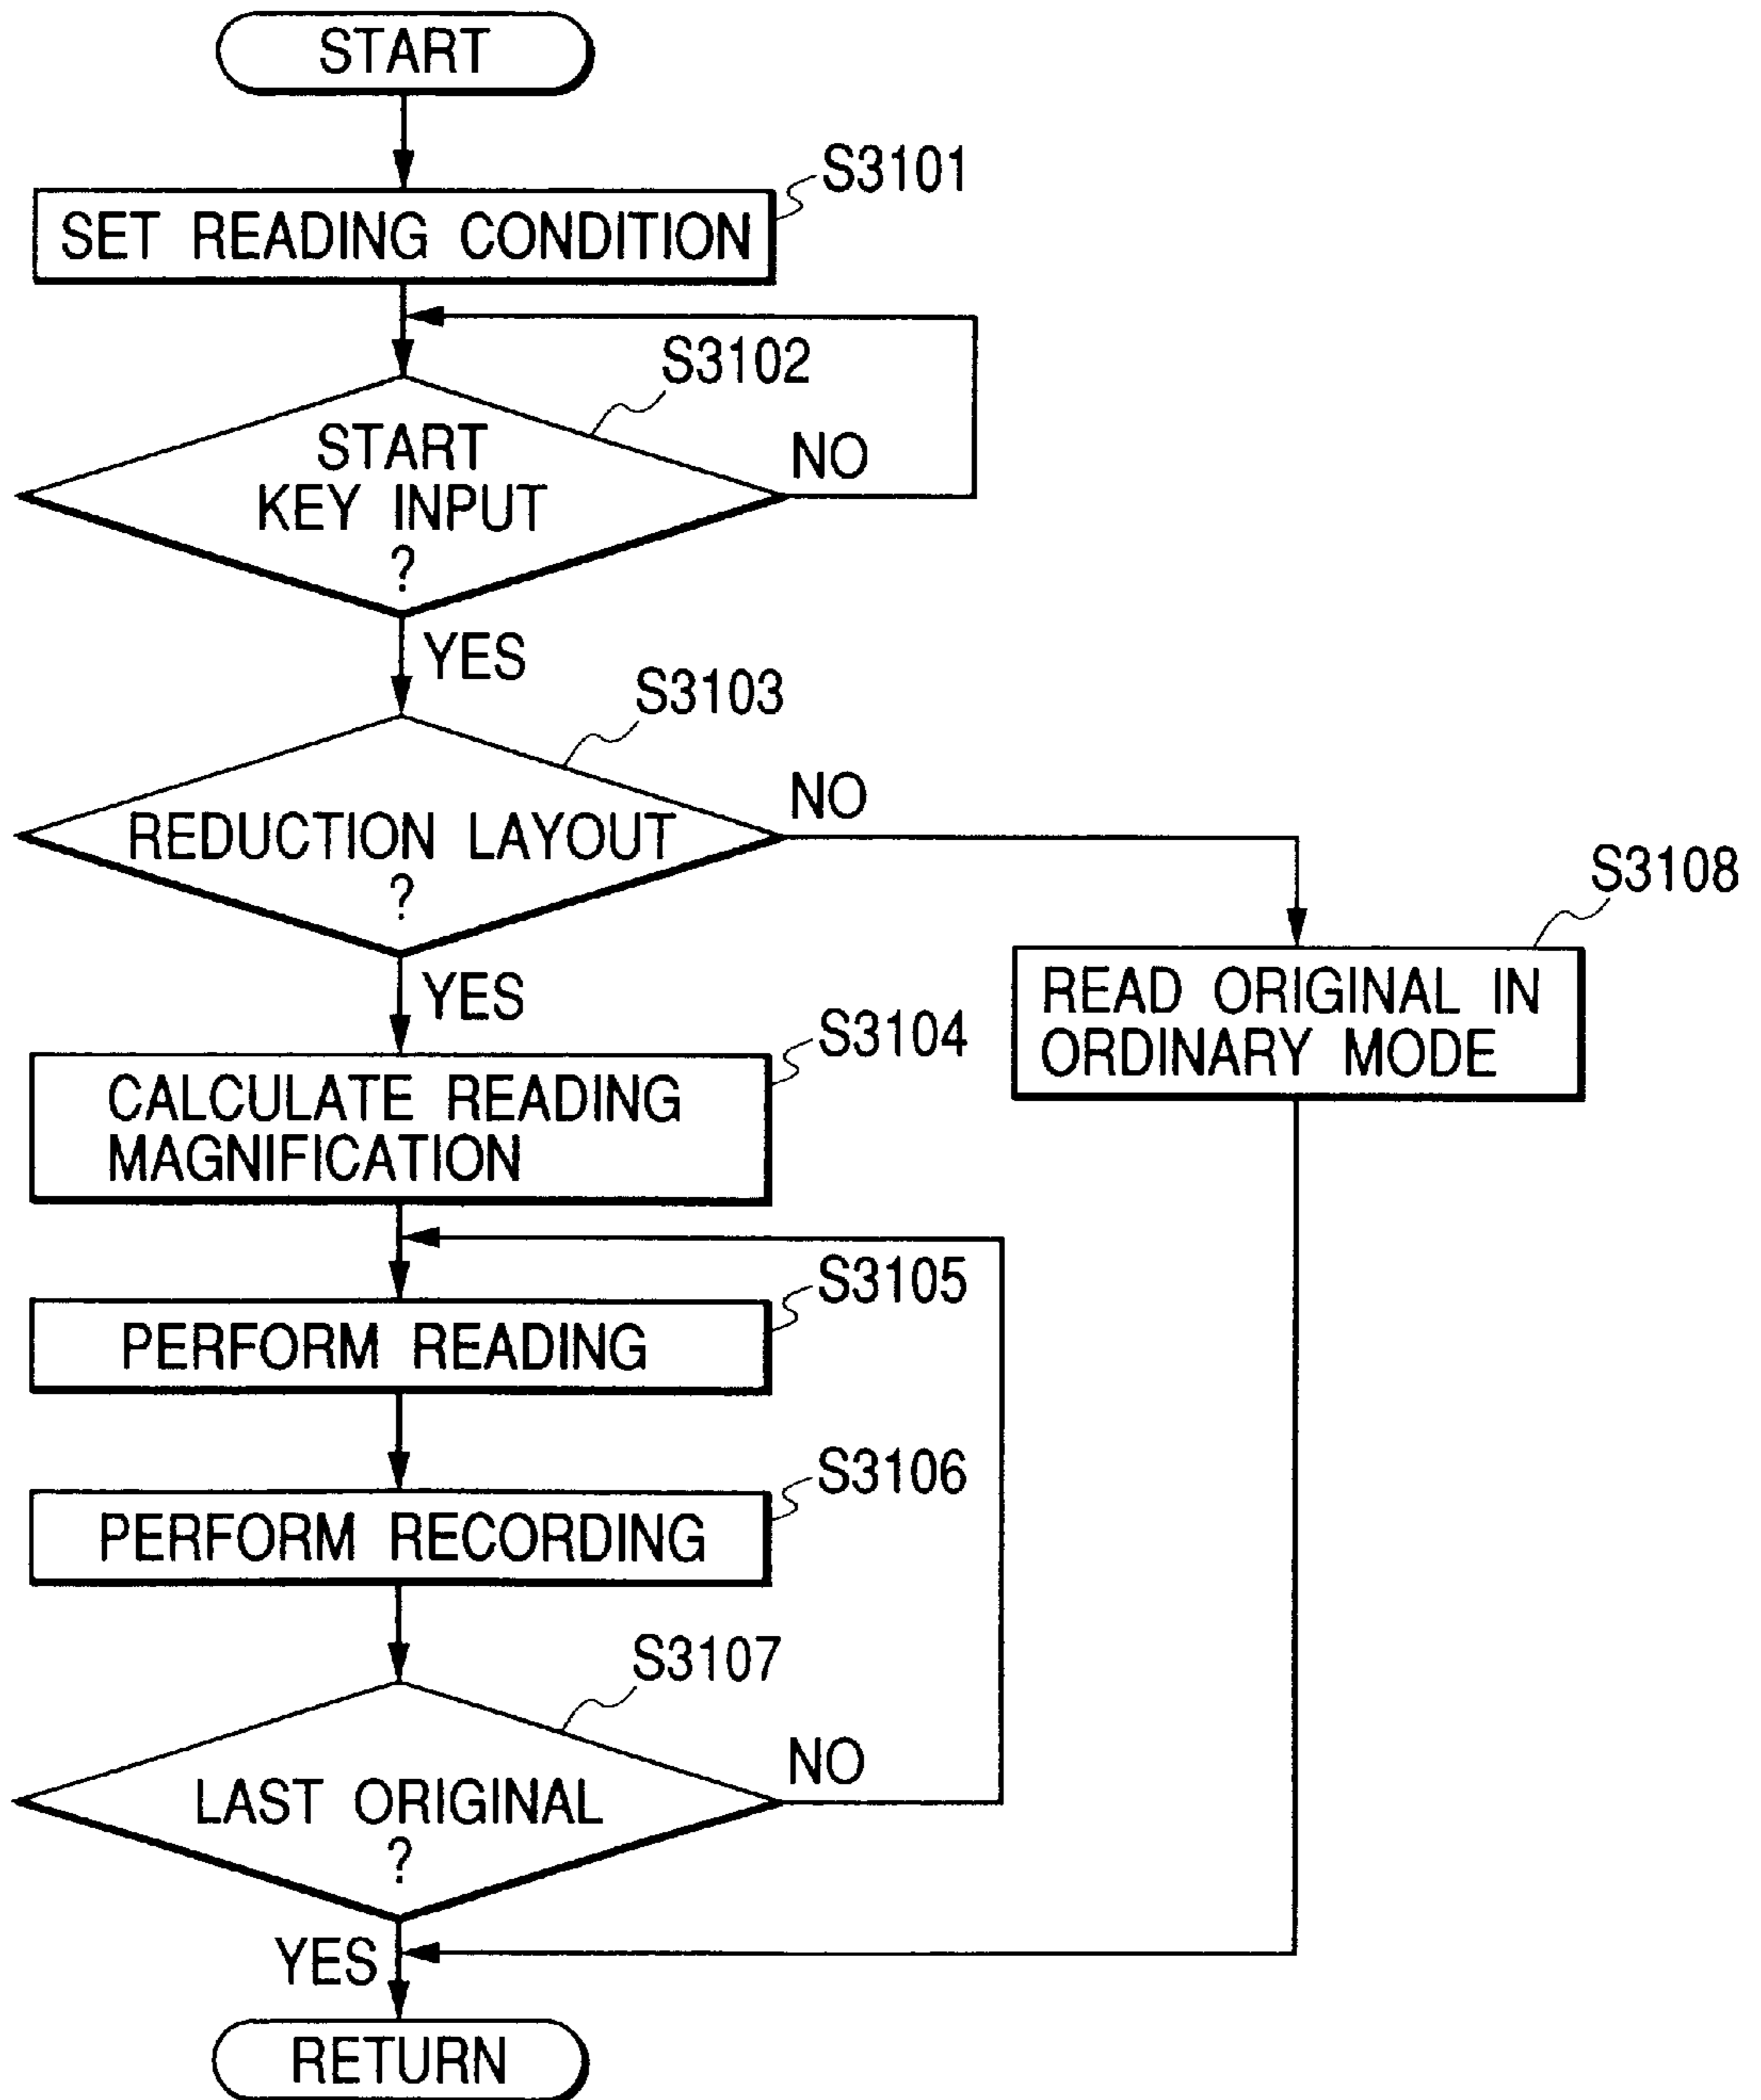 START
S3101
SET READING CONDITION
S3102
START
KEY INPUT
?
NO
YES
S3103
REDUCTION LAYOUT
?
NO
S3108
READ ORIGINAL IN
ORDINARY MODE
YES
S3104
CALCULATE READING
MAGNIFICATION
S3105
PERFORM READING
S3106
PERFORM RECORDING
S3107
LAST ORIGINAL
?
NO
YES
RETURN